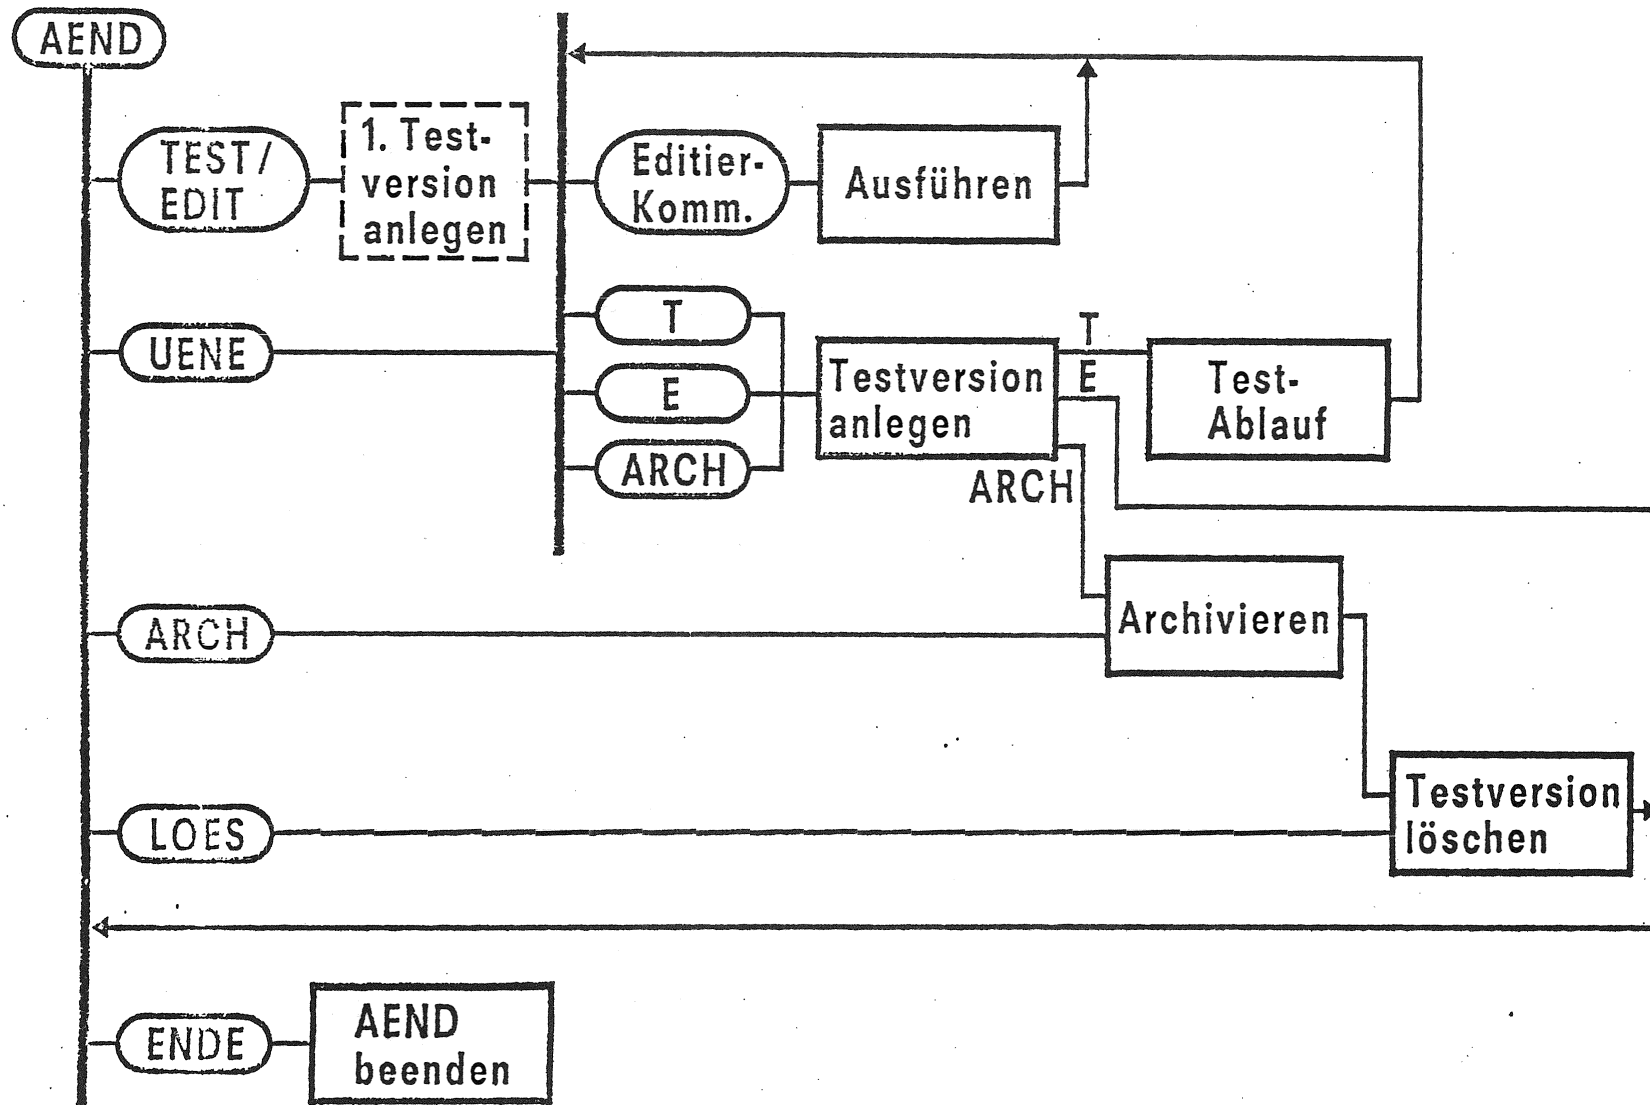 AEND
TEST/
EDIT
1. Test-
version
anlegen
Editier-
Komm.
Ausführen
T
UENE
E
ARCH
Testversion
anlegen
T
E
ARCH
Test-
Ablauf
ARCH
Archivieren
LOES
Testversion
löschen
ENDE
AEND
beenden